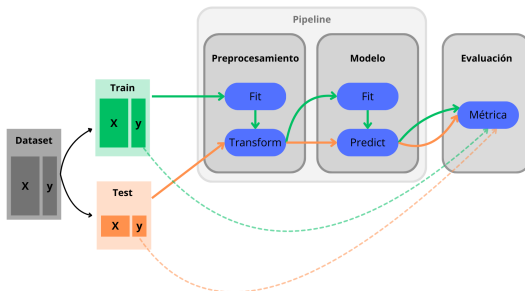 Pipeline
Preprocesamiento
Modelo
Evaluación
Train
Fit
Fit
X y
Métrica
Dataset
Transform
Predict
X y
Test
X y